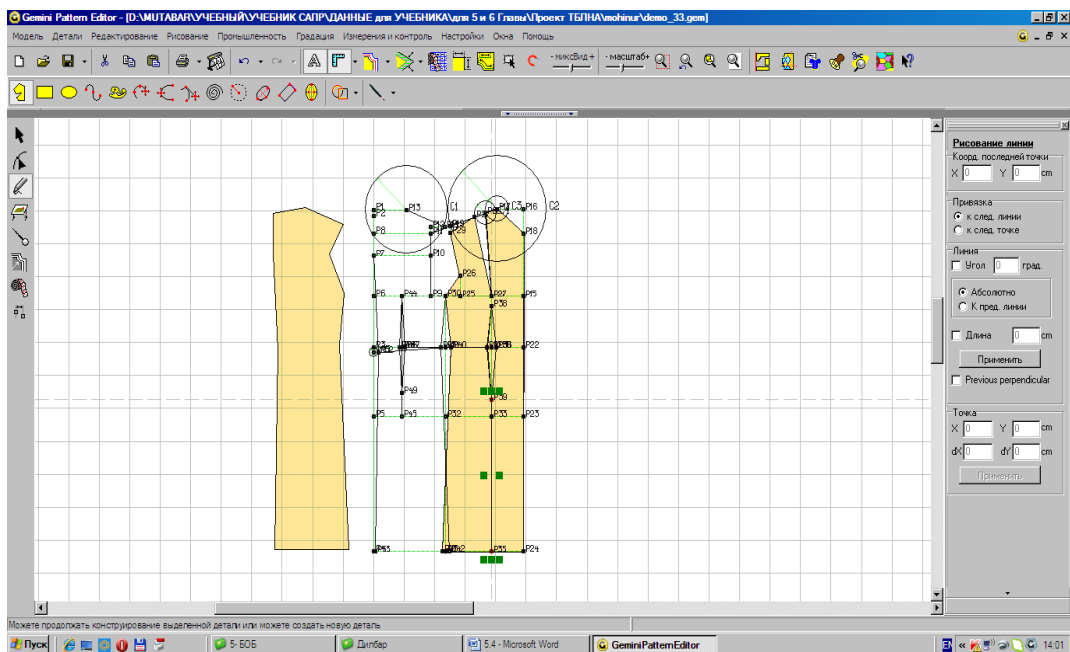 Gemini Pattern Editor - [D:\MUTABAR\УЧЕБНЫЙ\УЧЕБНИК САПР\ДАННЫЕ для УЧЕБНИКА\для 5 и 6 Главы\Проект ТБПНА\mohinur\demo_33.gem]
Модель Детали Редактирование Рисование Промышленность Градация Измерения и контроль Настройки Окна Помощь
- миксВид + - масштаб+
Рисование линии
Коорд. последней точки
X 0 Y 0 cm
Привязка
к след. линии
к след. точке
Линия
Угол 0 град.
Абсолютно
К пред. линии
Длина 0 cm
Применить
Previous perpendicular
Точка
X 0 Y 0 cm
dX 0 dY 0 cm
Применить
P1 P13 C1 C3 P16 C2
P2
P8 P29 P18
P7 P10
P26
P6 P44 P9 P30 P25 P27 P15
P38
P3 P22
P49 P39
P5 P45 P32 P33 P23
P35 P24
Можете продолжать конструирование выделенной детали или можете создать новую деталь
Пуск 5- БОБ Дилбар 5.4 - Microsoft Word GeminiPatternEditor 14:01